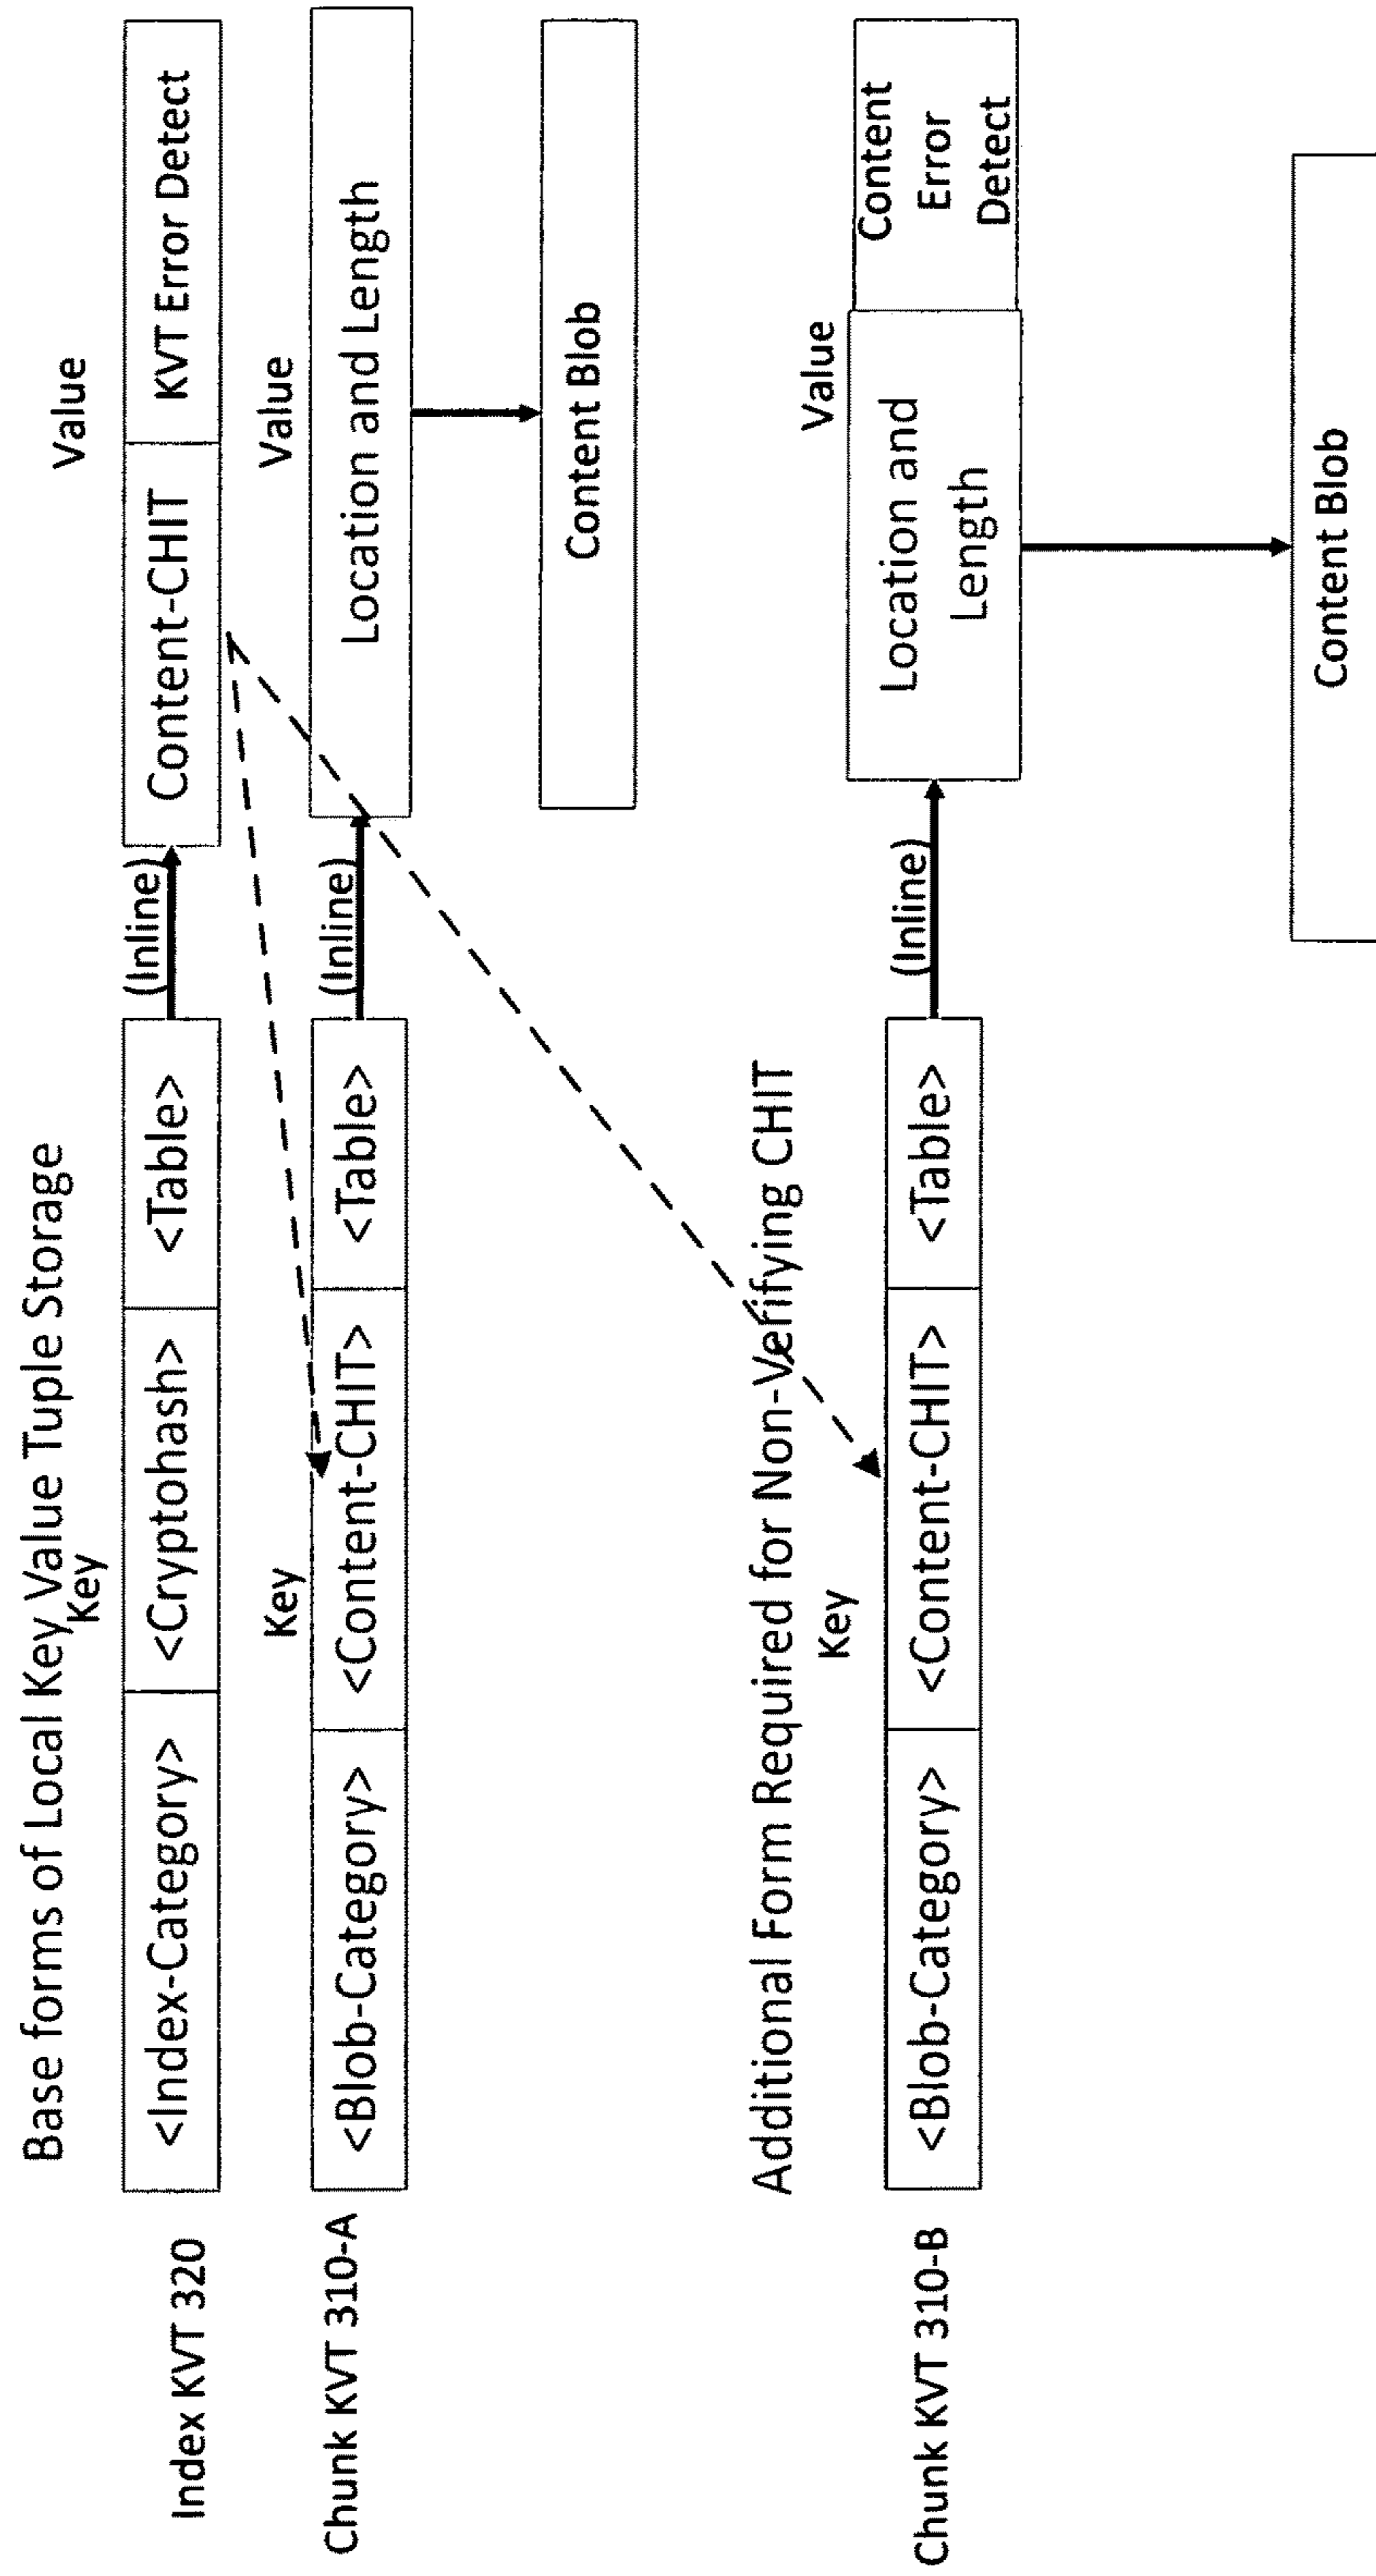 Base forms of Local Key Value Tuple Storage
Key
Value
Index KVT 320
<Index-Category>
<Cryptohash>
<Table>
(Inline)
Content-CHIT
KVT Error Detect
Key
Value
Chunk KVT 310-A
<Blob-Category>
<Content-CHIT>
<Table>
(Inline)
Location and Length
Content Blob
Additional Form Required for Non-Verifying CHIT
Key
Value
Chunk KVT 310-B
<Blob-Category>
<Content-CHIT>
<Table>
(Inline)
Location and
Length
Content
Error
Detect
Content Blob